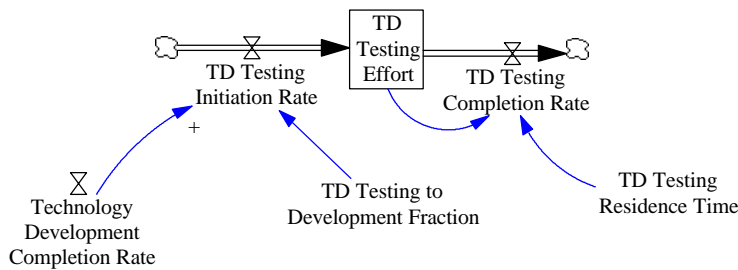 TD
Testing
Effort
TD Testing
Initiation Rate
TD Testing
Completion Rate
+
TD Testing to
Development Fraction
TD Testing
Residence Time
Technology
Development
Completion Rate